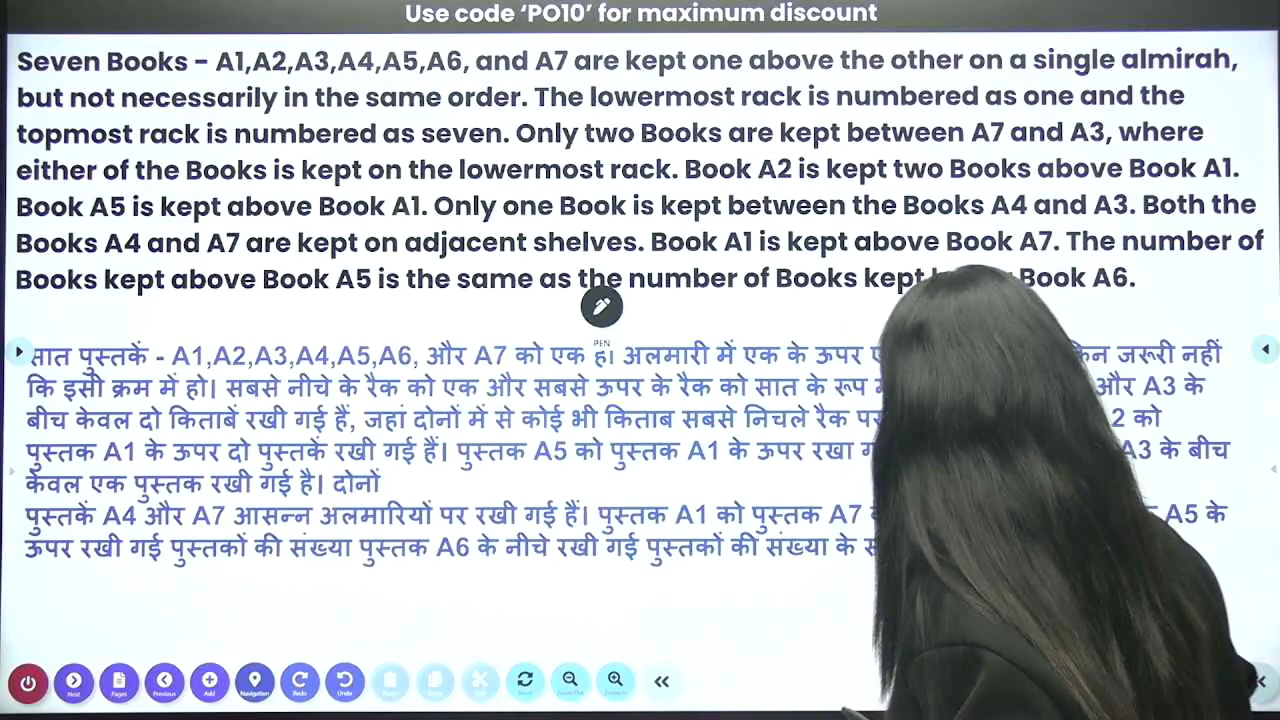 Use code ‘PO10’ for maximum discount
Seven Books - A1,A2,A3,A4,A5,A6, and A7 are kept one above the other on a single almirah,
but not necessarily in the same order. The lowermost rack is numbered as one and the
topmost rack is numbered as seven. Only two Books are kept between A7 and A3, where
either of the Books is kept on the lowermost rack. Book A2 is kept two Books above Book A1.
Book A5 is kept above Book A1. Only one Book is kept between the Books A4 and A3. Both the
Books A4 and A7 are kept on adjacent shelves. Book A1 is kept above Book A7. The number of
Books kept above Book A5 is the same as the number of Books kept Book A6.
PEN
सात पुस्तकें - A1,A2,A3,A4,A5,A6, और A7 को एक ही अलमारी में एक के ऊपर जरूरी नहीं
कि इसी क्रम में हो। सबसे नीचे के रैक को एक और सबसे ऊपर के रैक को सात के रूप और A3 के
बीच केवल दो किताबें रखी गई हैं, जहां दोनों में से कोई भी किताब सबसे निचले रैक को
पुस्तक A1 के ऊपर दो पुस्तकें रखी गई हैं। पुस्तक A5 को पुस्तक A1 के ऊपर रखा A3 के बीच
केवल एक पुस्तक रखी गई है। दोनों
पुस्तकें A4 और A7 आसन्न अलमारियों पर रखी गई हैं। पुस्तक A1 को पुस्तक A7 A5 के
ऊपर रखी गई पुस्तकों की संख्या पुस्तक A6 के नीचे रखी गई पुस्तकों की संख्या के
Next Pages Previous Add Navigation Redo Undo